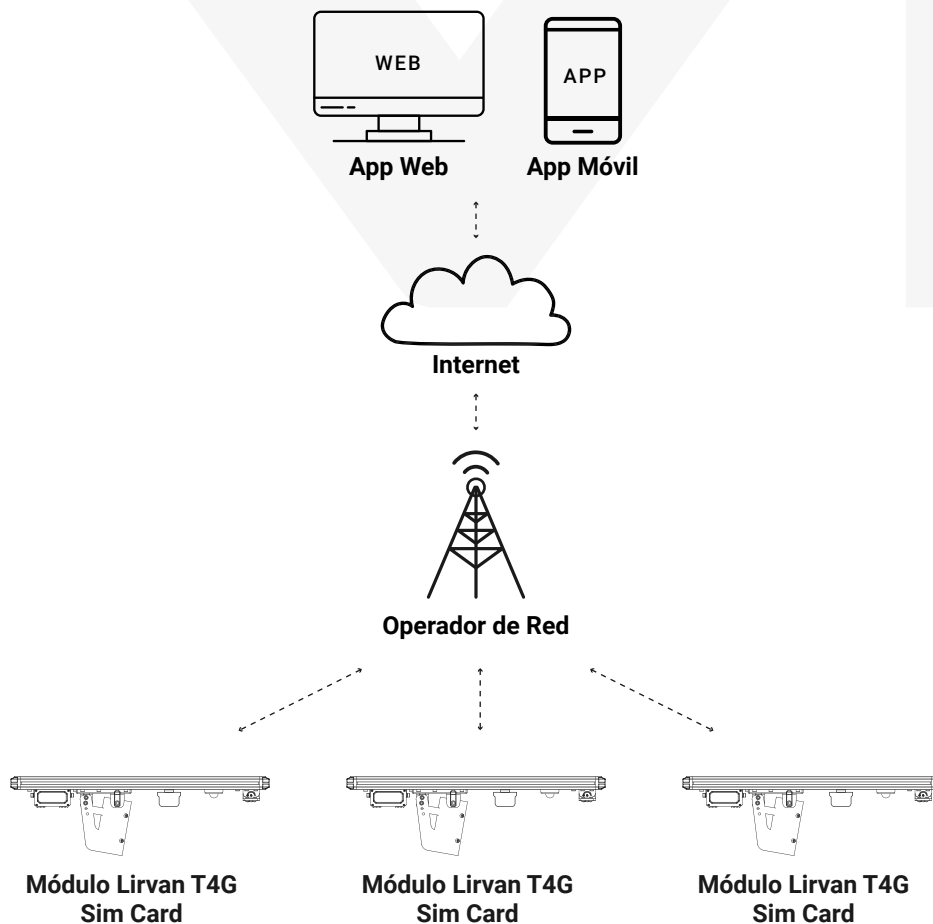 WEB
APP
App Web
App Móvil
Internet
Operador de Red
Módulo Lirvan T4G
Sim Card
Módulo Lirvan T4G
Sim Card
Módulo Lirvan T4G
Sim Card